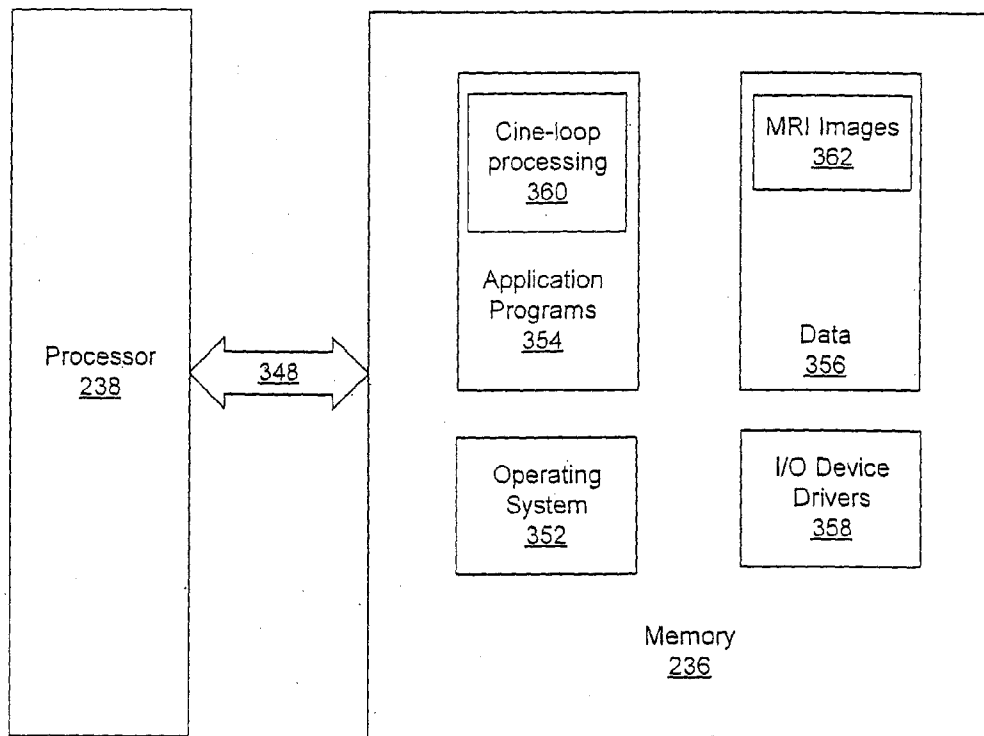 Cine-loop
processing
360
Application
Programs
354
MRI Images
362
Data
356
Processor
238
348
Operating
System
352
I/O Device
Drivers
358
Memory
236